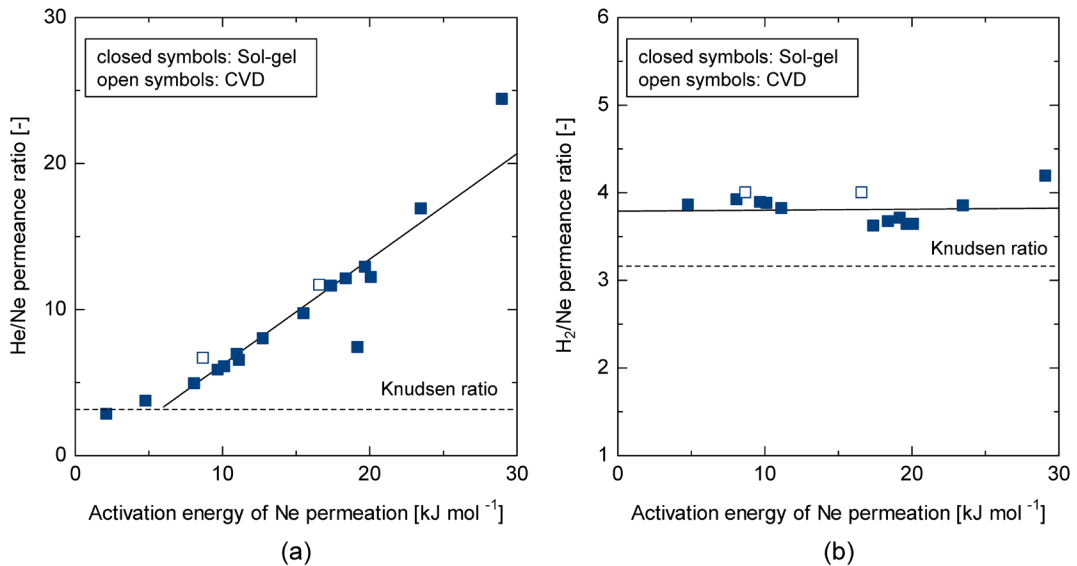 30
20
10
0
He/Ne permeance ratio [-]
closed symbols: Sol-gel
open symbols: CVD
Knudsen ratio
0 10 20 30
Activation energy of Ne permeation [kJ mol ⁻¹]
(a)
6
5
4
3
2
1
H₂/Ne permeance ratio [-]
closed symbols: Sol-gel
open symbols: CVD
Knudsen ratio
0 10 20 30
Activation energy of Ne permeation [kJ mol ⁻¹]
(b)